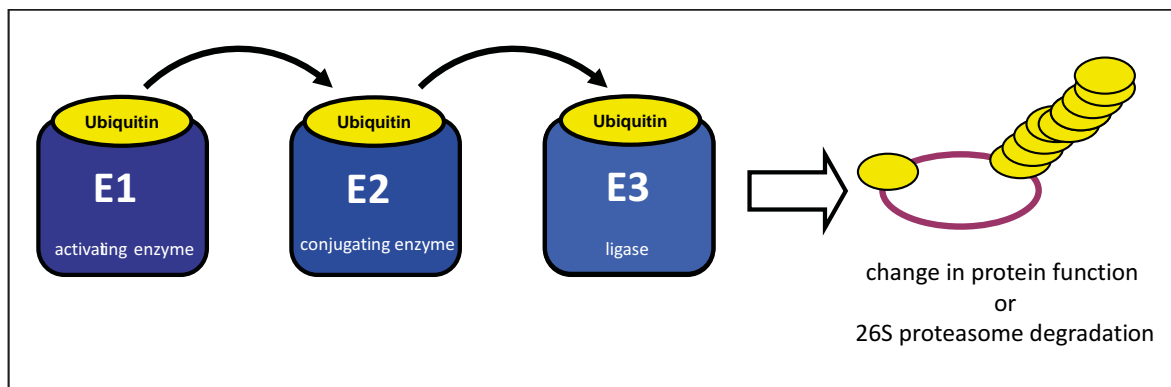 Ubiquitin
E1
activating enzyme
Ubiquitin
E2
conjugating enzyme
Ubiquitin
E3
ligase
change in protein function
or
26S proteasome degradation